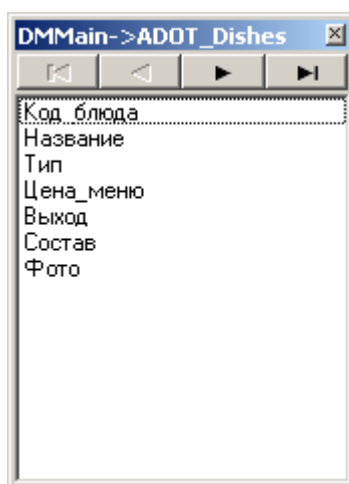 DMMain->ADOT_Dishes
Код_блюда
Название
Тип
Цена_меню
Выход
Состав
Фото